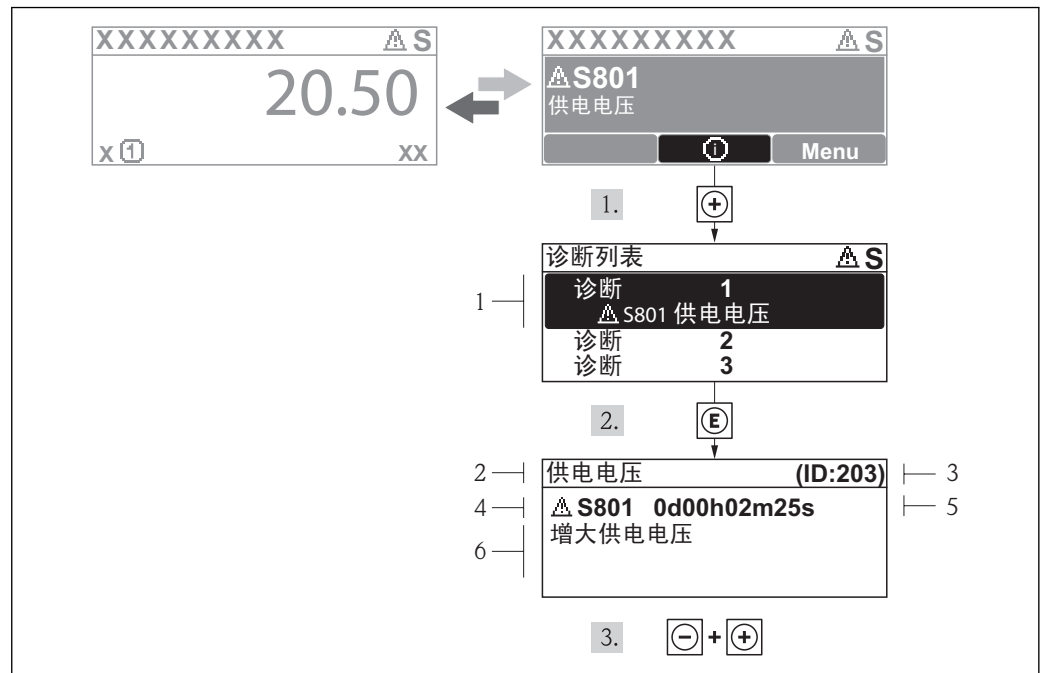 XXXXXXXXX ⚠ S
20.50
x ① XX
XXXXXXXXX ⚠ S
⚠ S801
供电电压
ⓘ Menu
1. ⊕
诊断列表 ⚠ S
1
诊断 1
⚠ S801 供电电压
诊断 2
诊断 3
2. Ⓔ
2 供电电压 (ID:203) 3
4 ⚠ S801 0d00h02m25s 5
6 增大供电电压
3. ⊖ + ⊕